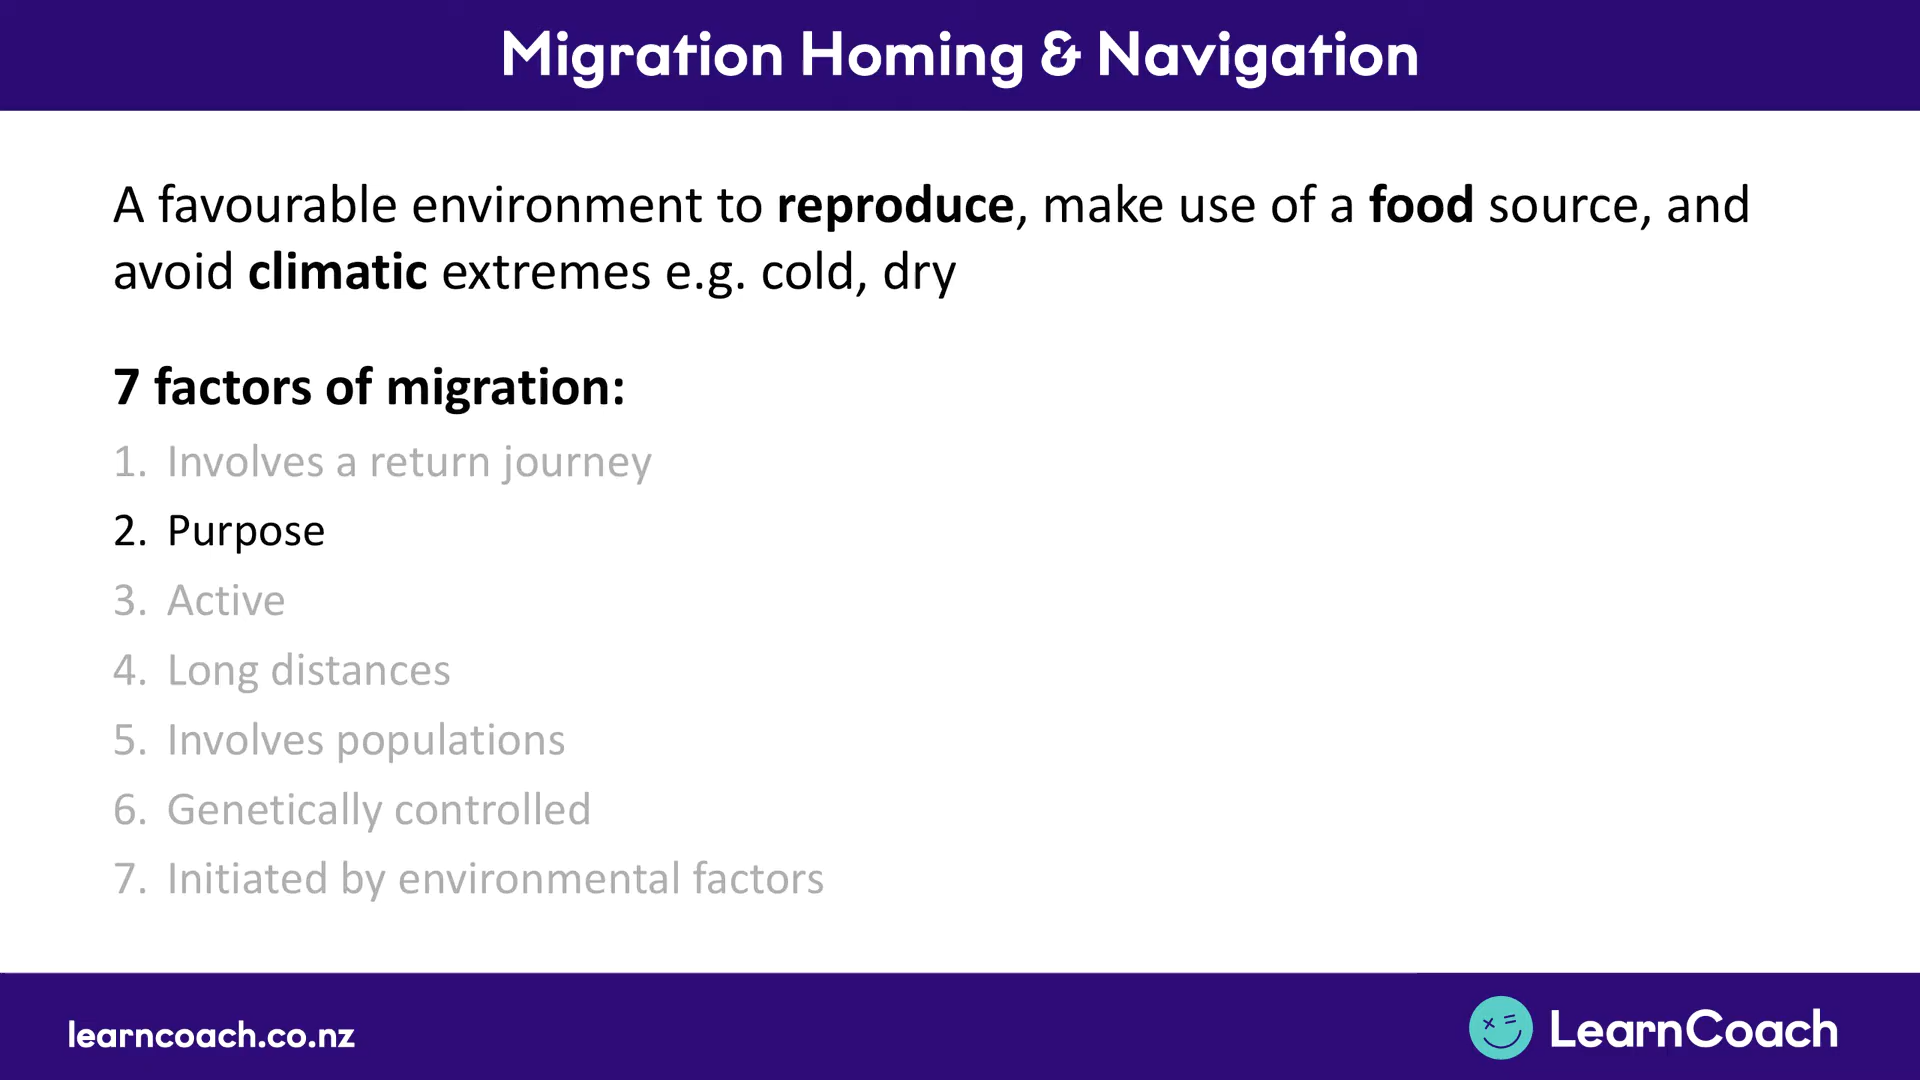 Migration Homing & Navigation
A favourable environment to reproduce, make use of a food source, and
avoid climatic extremes e.g. cold, dry
7 factors of migration:
1. Involves a return journey
2. Purpose
3. Active
4. Long distances
5. Involves populations
6. Genetically controlled
7. Initiated by environmental factors
learncoach.co.nz
LearnCoach